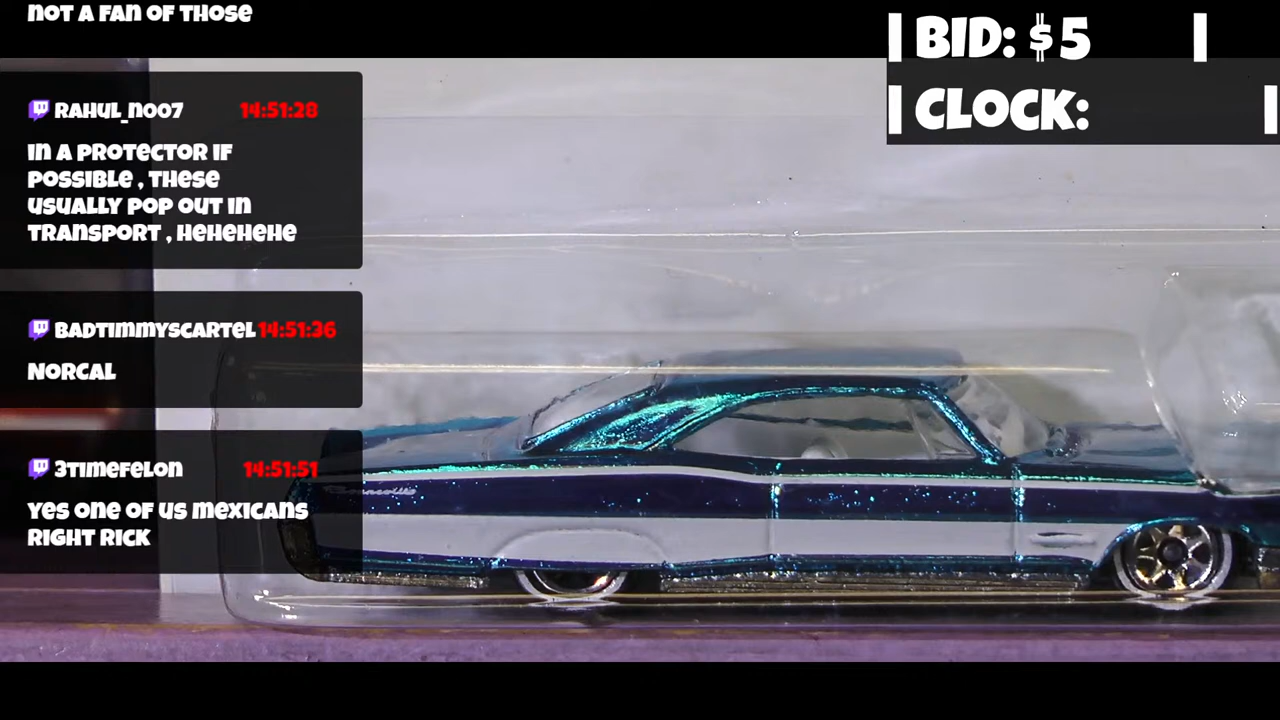 NOT A FAN OF THOSE
RAHUL_N007 14:51:28
IN A PROTECTOR IF
POSSIBLE , THESE
USUALLY POP OUT IN
TRANSPORT , HEHEHEHE
BADTIMMYSCARTEL 14:51:36
NORCAL
3TIMEFELON 14:51:51
YES ONE OF US MEXICANS
RIGHT RICK
| BID: $5 |
| CLOCK: |
Bonneville